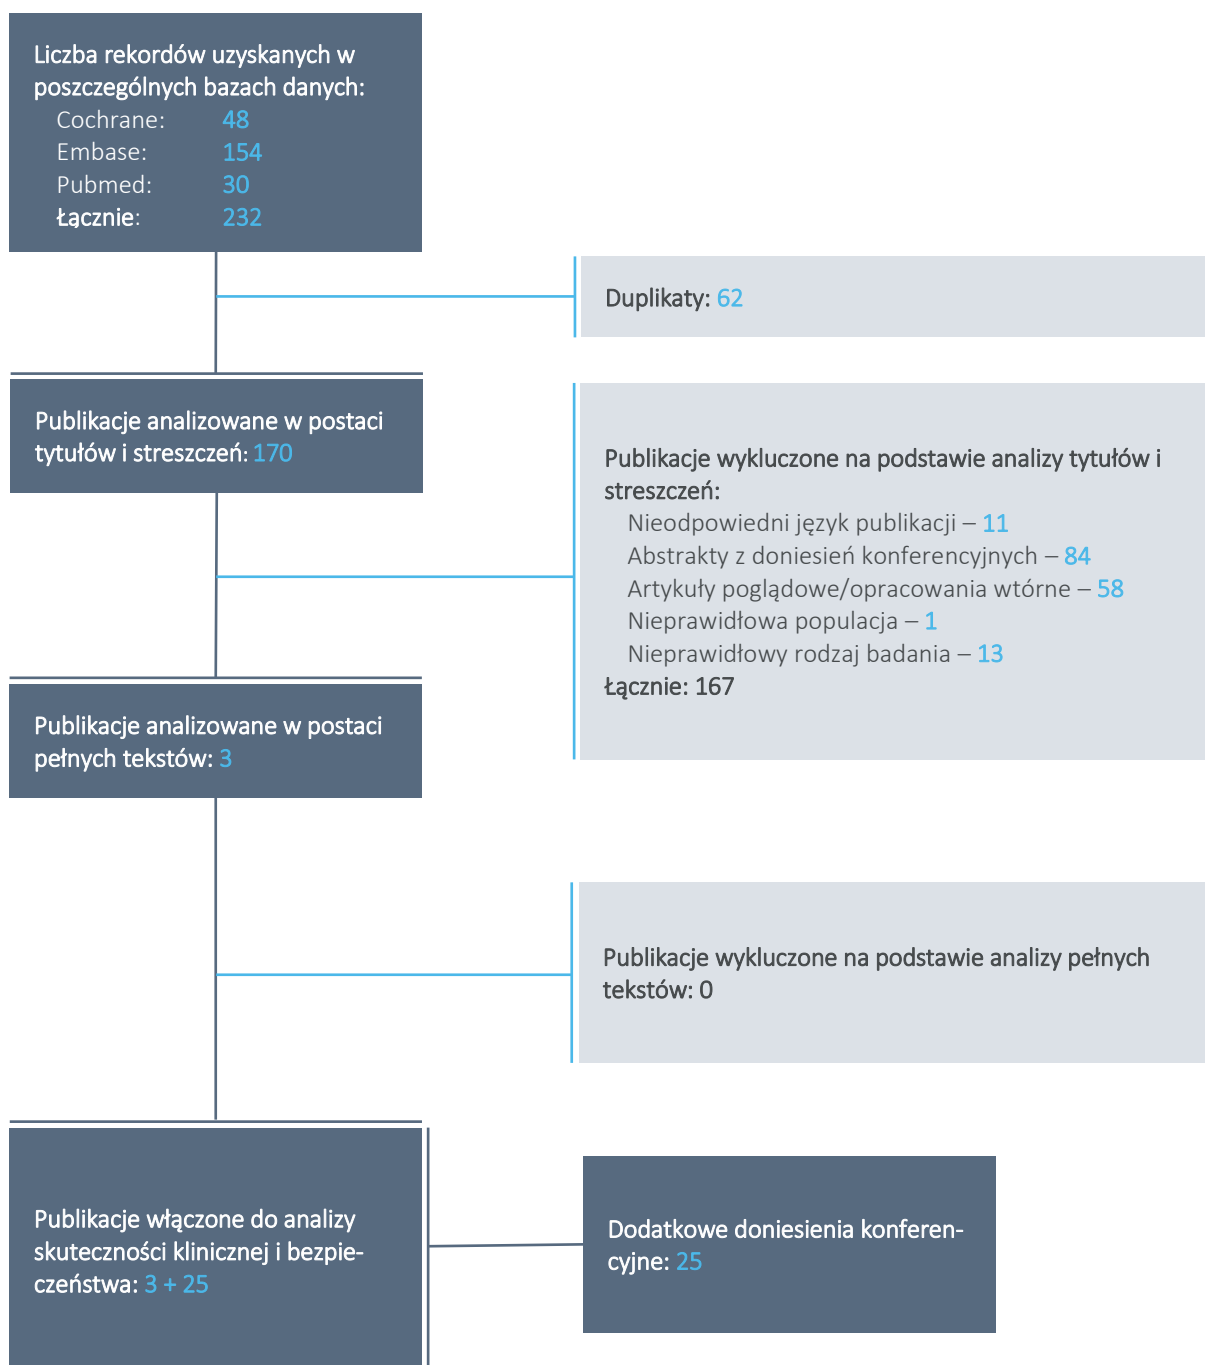 Liczba rekordów uzyskanych w
poszczególnych bazach danych:
Cochrane: 48
Embase: 154
Pubmed: 30
Łącznie: 232
Duplikaty: 62
Publikacje analizowane w postaci
tytułów i streszczeń: 170
Publikacje wykluczone na podstawie analizy tytułów i
streszczeń:
Nieodpowiedni język publikacji – 11
Abstrakty z doniesień konferencyjnych – 84
Artykuły poglądowe/opracowania wtórne – 58
Nieprawidłowa populacja – 1
Nieprawidłowy rodzaj badania – 13
Łącznie: 167
Publikacje analizowane w postaci
pełnych tekstów: 3
Publikacje wykluczone na podstawie analizy pełnych
tekstów: 0
Publikacje włączone do analizy
skuteczności klinicznej i bezpie-
czeństwa: 3 + 25
Dodatkowe doniesienia konferen-
cyjne: 25